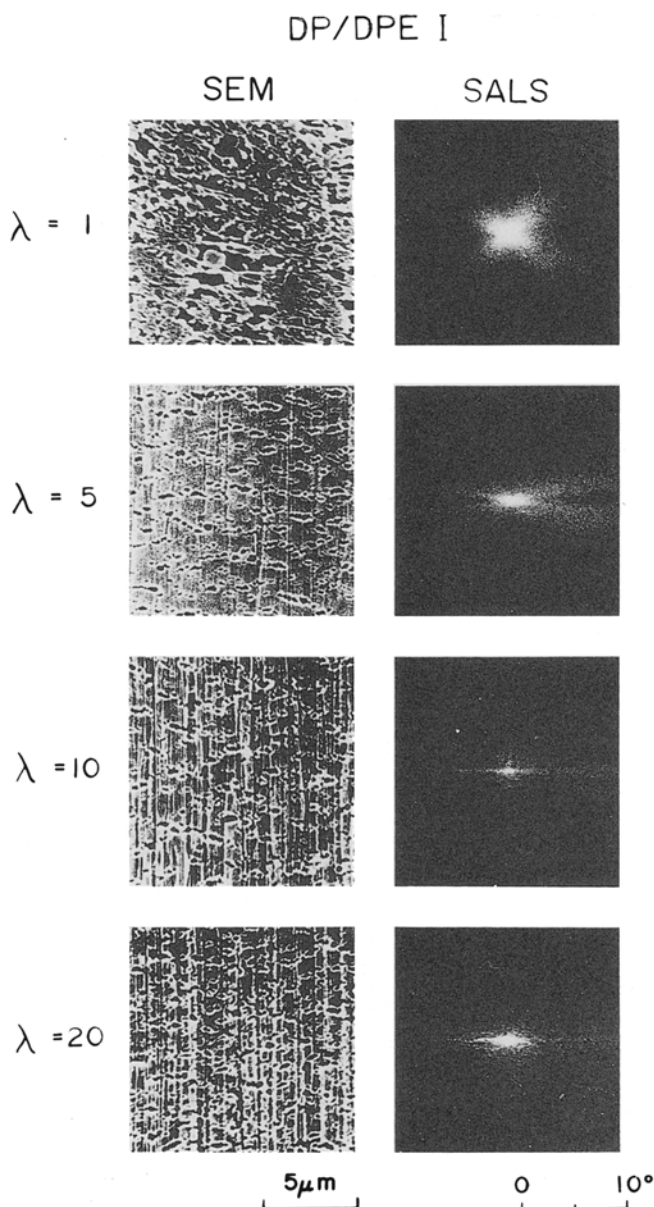 DP/DPE I
SEM SALS
λ = 1
λ = 5
λ = 10
λ = 20
5μm 0 10°